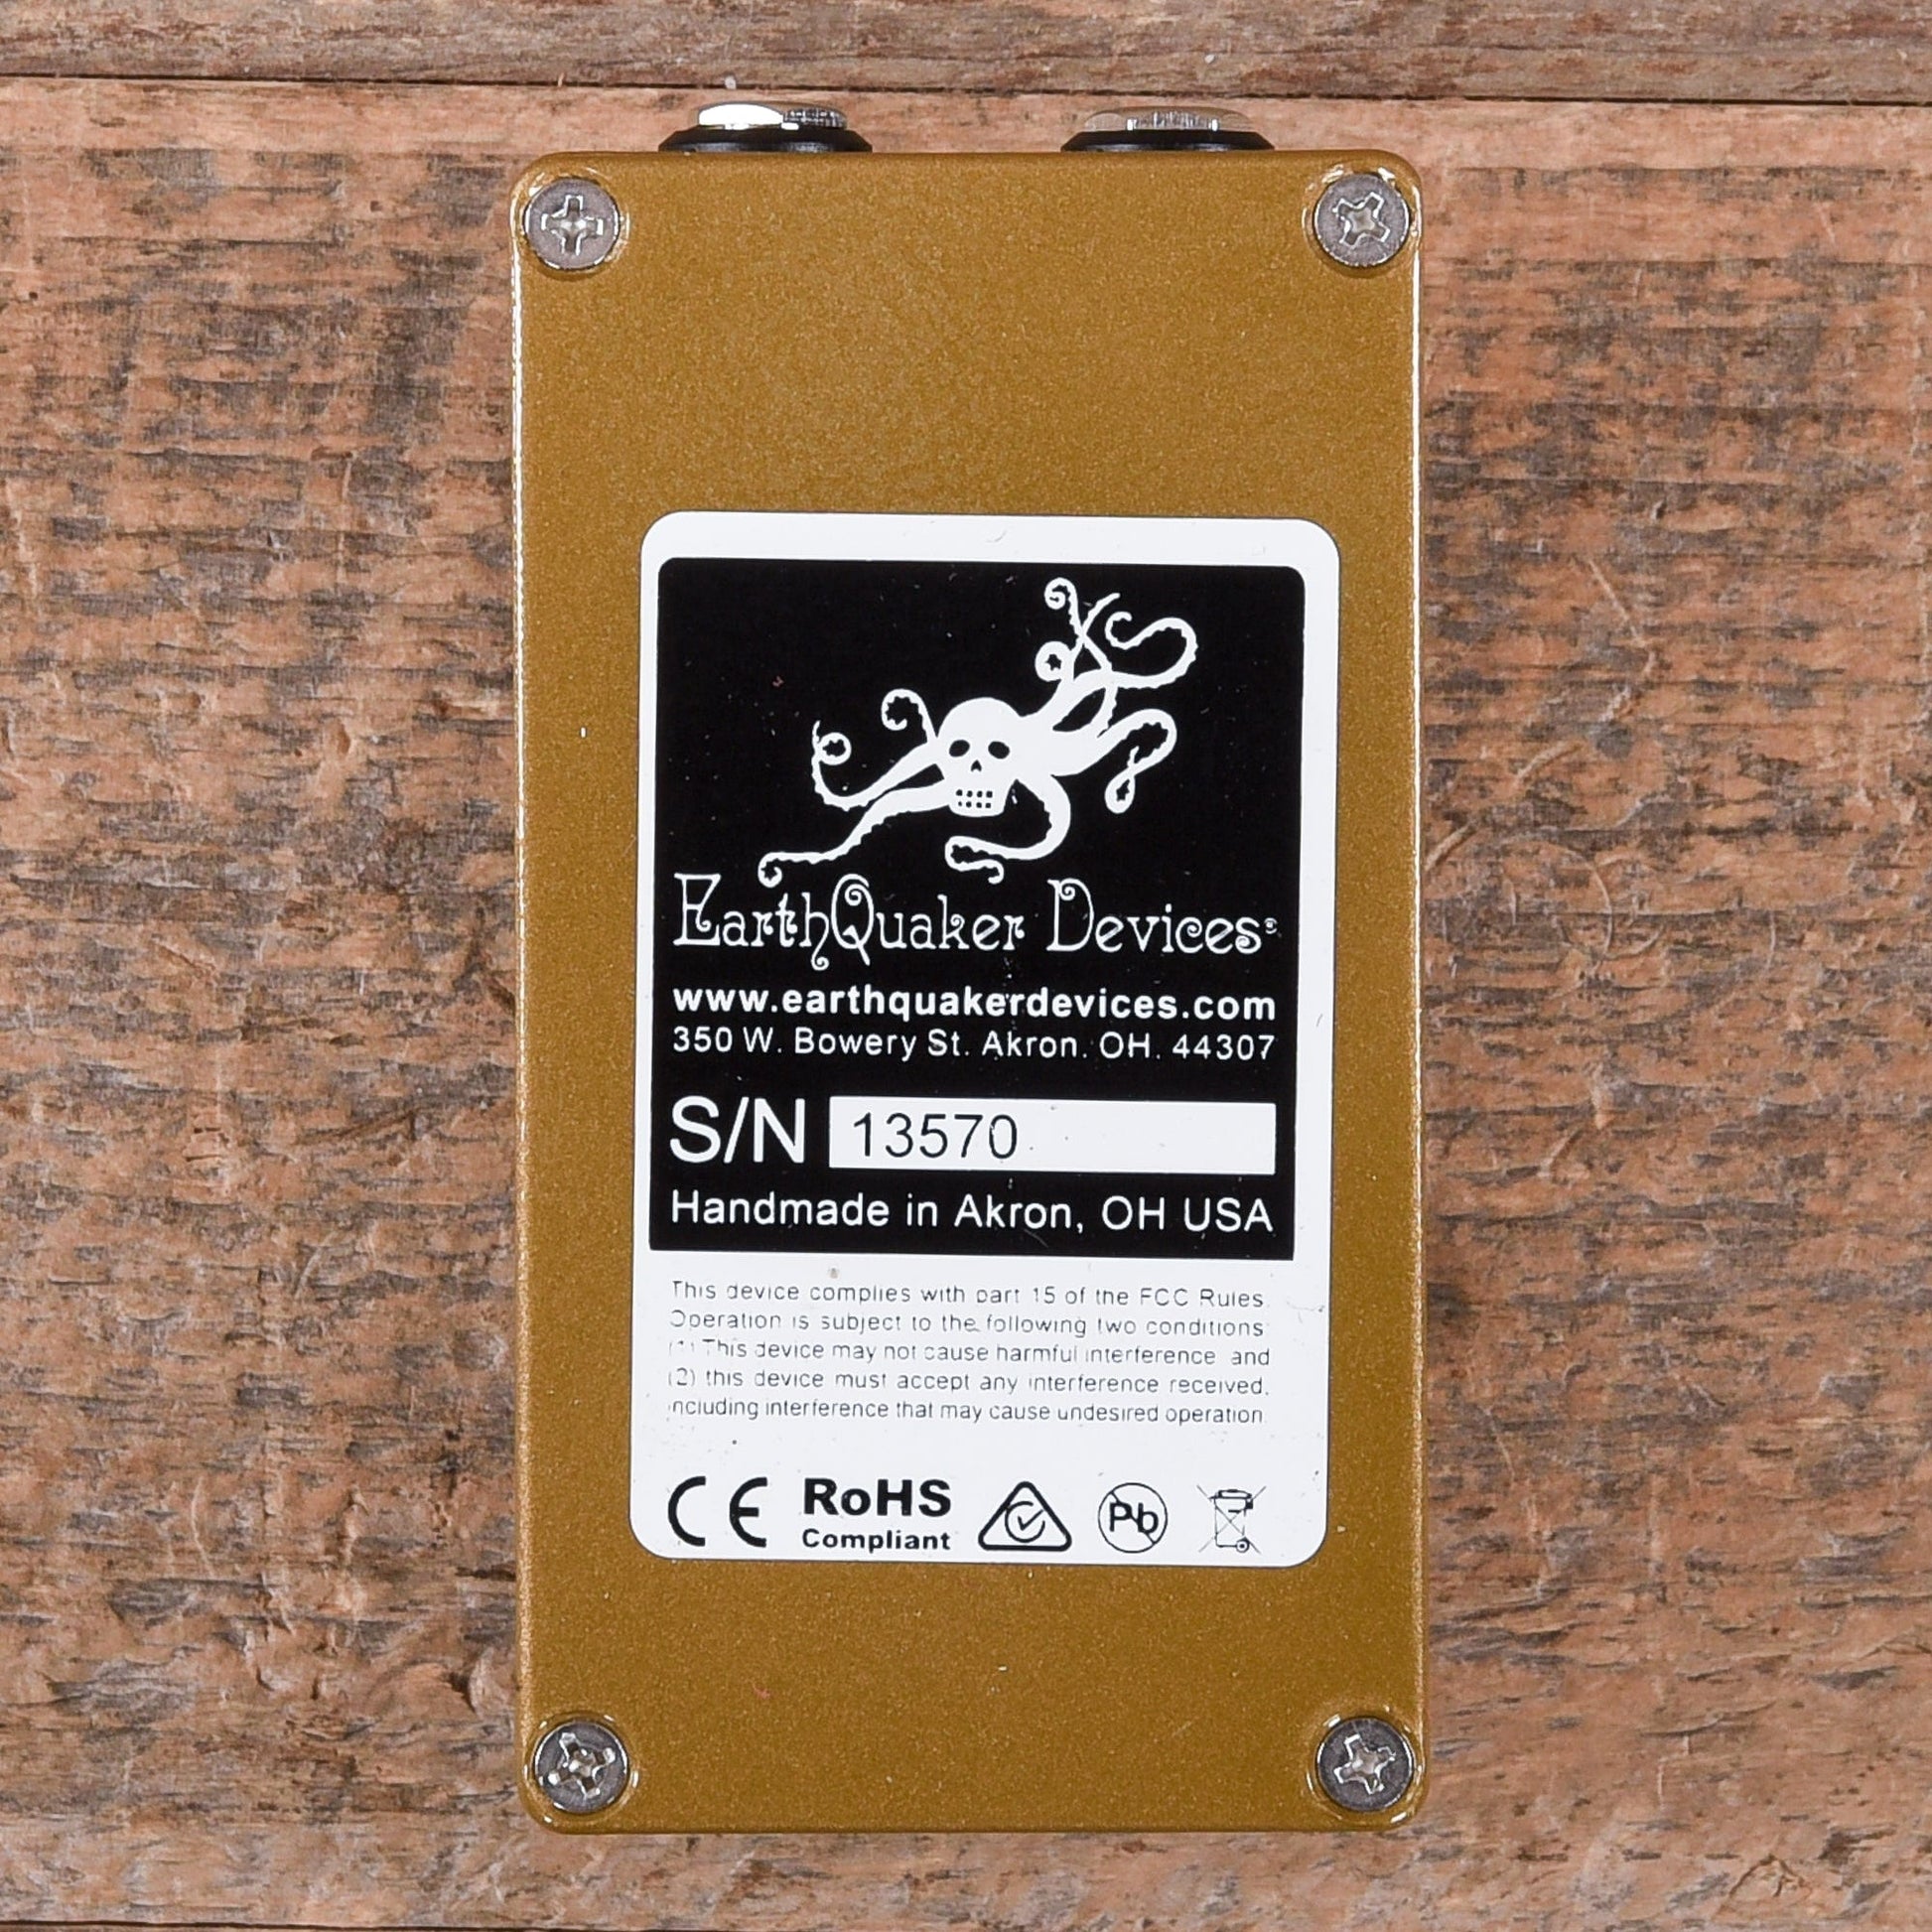 EarthQuaker Devices®
www.earthquakerdevices.com
350 W. Bowery St. Akron. OH. 44307
S/N 13570
Handmade in Akron, OH USA
This device complies with part 15 of the FCC Rules.
Operation is subject to the following two conditions:
(1) This device may not cause harmful interference and
(2) this device must accept any interference received,
including interference that may cause undesired operation.
CE RoHS Pb
Compliant